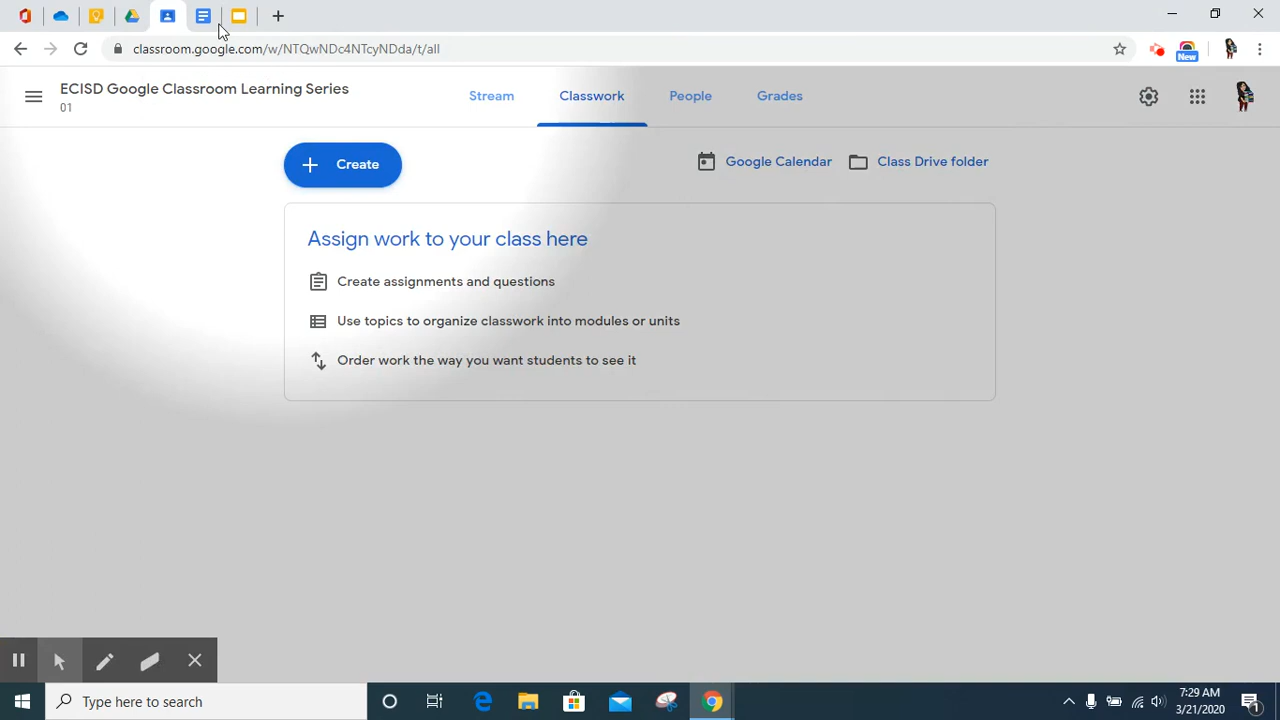 classroom.google.com/w/NTQwNDc4NTcyNDda/t/all
New
ECISD Google Classroom Learning Series
01
Stream
Classwork
People
Grades
Create
Google Calendar
Class Drive folder
Assign work to your class here
Create assignments and questions
Use topics to organize classwork into modules or units
Order work the way you want students to see it
Type here to search
7:29 AM
3/21/2020
1